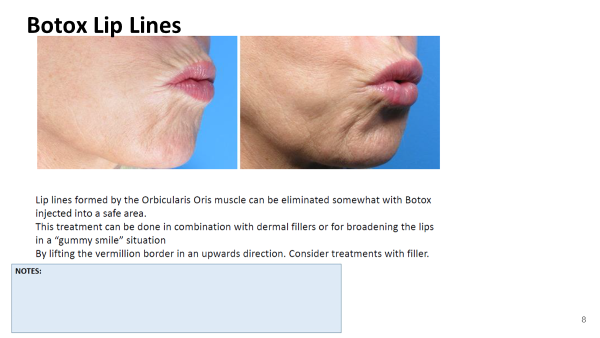 Botox Lip Lines
Lip lines formed by the Orbicularis Oris muscle can be eliminated somewhat with Botox
injected into a safe area.
This treatment can be done in combination with dermal fillers or for broadening the lips
in a “gummy smile” situation
By lifting the vermillion border in an upwards direction. Consider treatments with filler.
NOTES:
8